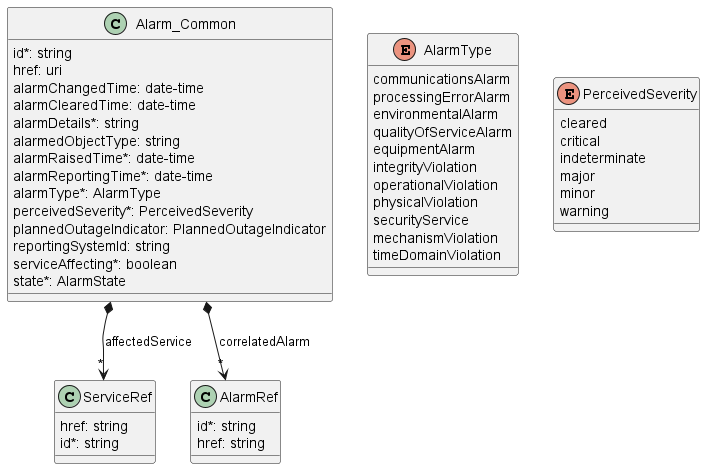 C Alarm_Common
id*: string
href: uri
alarmChangedTime: date-time
alarmClearedTime: date-time
alarmDetails*: string
alarmedObjectType: string
alarmRaisedTime*: date-time
alarmReportingTime*: date-time
alarmType*: AlarmType
perceivedSeverity*: PerceivedSeverity
plannedOutageIndicator: PlannedOutageIndicator
reportingSystemId: string
serviceAffecting*: boolean
state*: AlarmState
E AlarmType
communicationsAlarm
processingErrorAlarm
environmentalAlarm
qualityOfServiceAlarm
equipmentAlarm
integrityViolation
operationalViolation
physicalViolation
securityService
mechanismViolation
timeDomainViolation
E PerceivedSeverity
cleared
critical
indeterminate
major
minor
warning
affectedService
*
correlatedAlarm
*
C ServiceRef
href: string
id*: string
C AlarmRef
id*: string
href: string